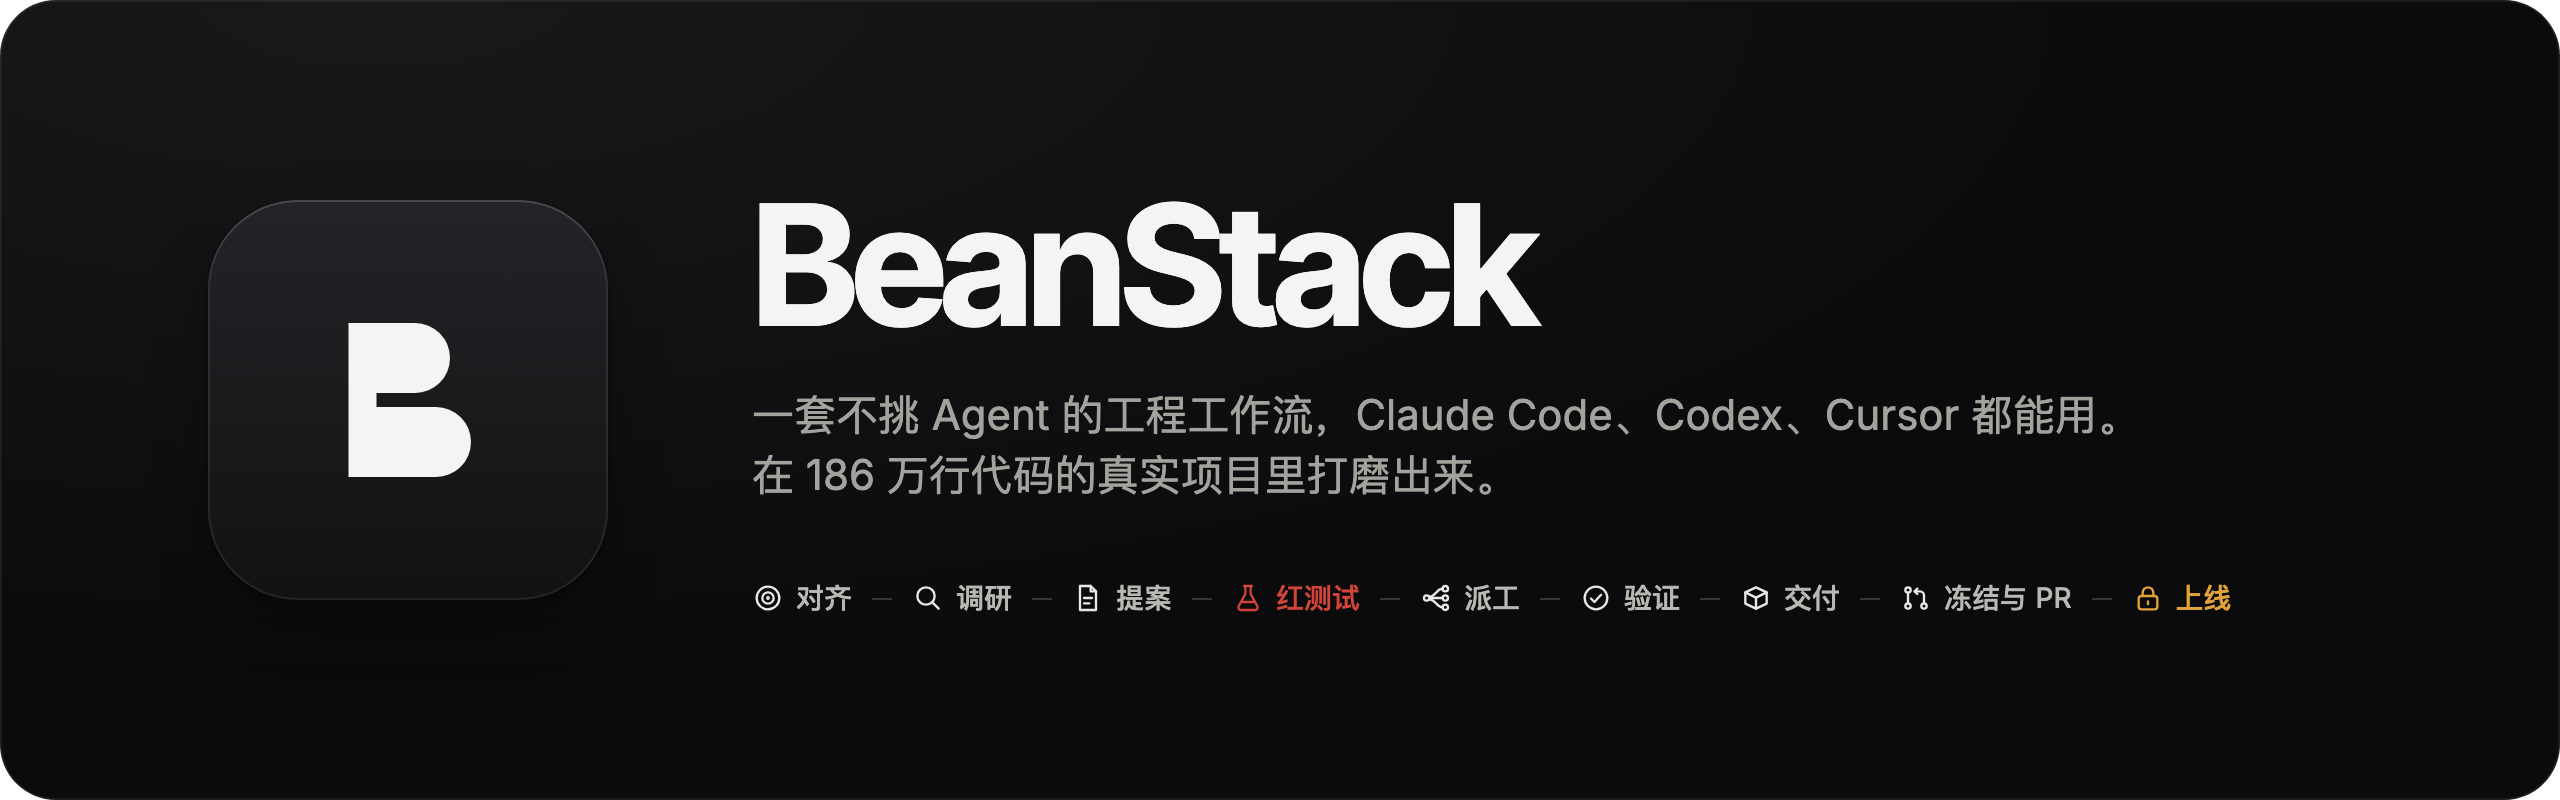 B
BeanStack
一套不挑 Agent 的工程工作流，Claude Code、Codex、Cursor 都能用。
在 186 万行代码的真实项目里打磨出来。
对齐 — 调研 — 提案 — 红测试 — 派工 — 验证 — 交付 — 冻结与 PR — 上线